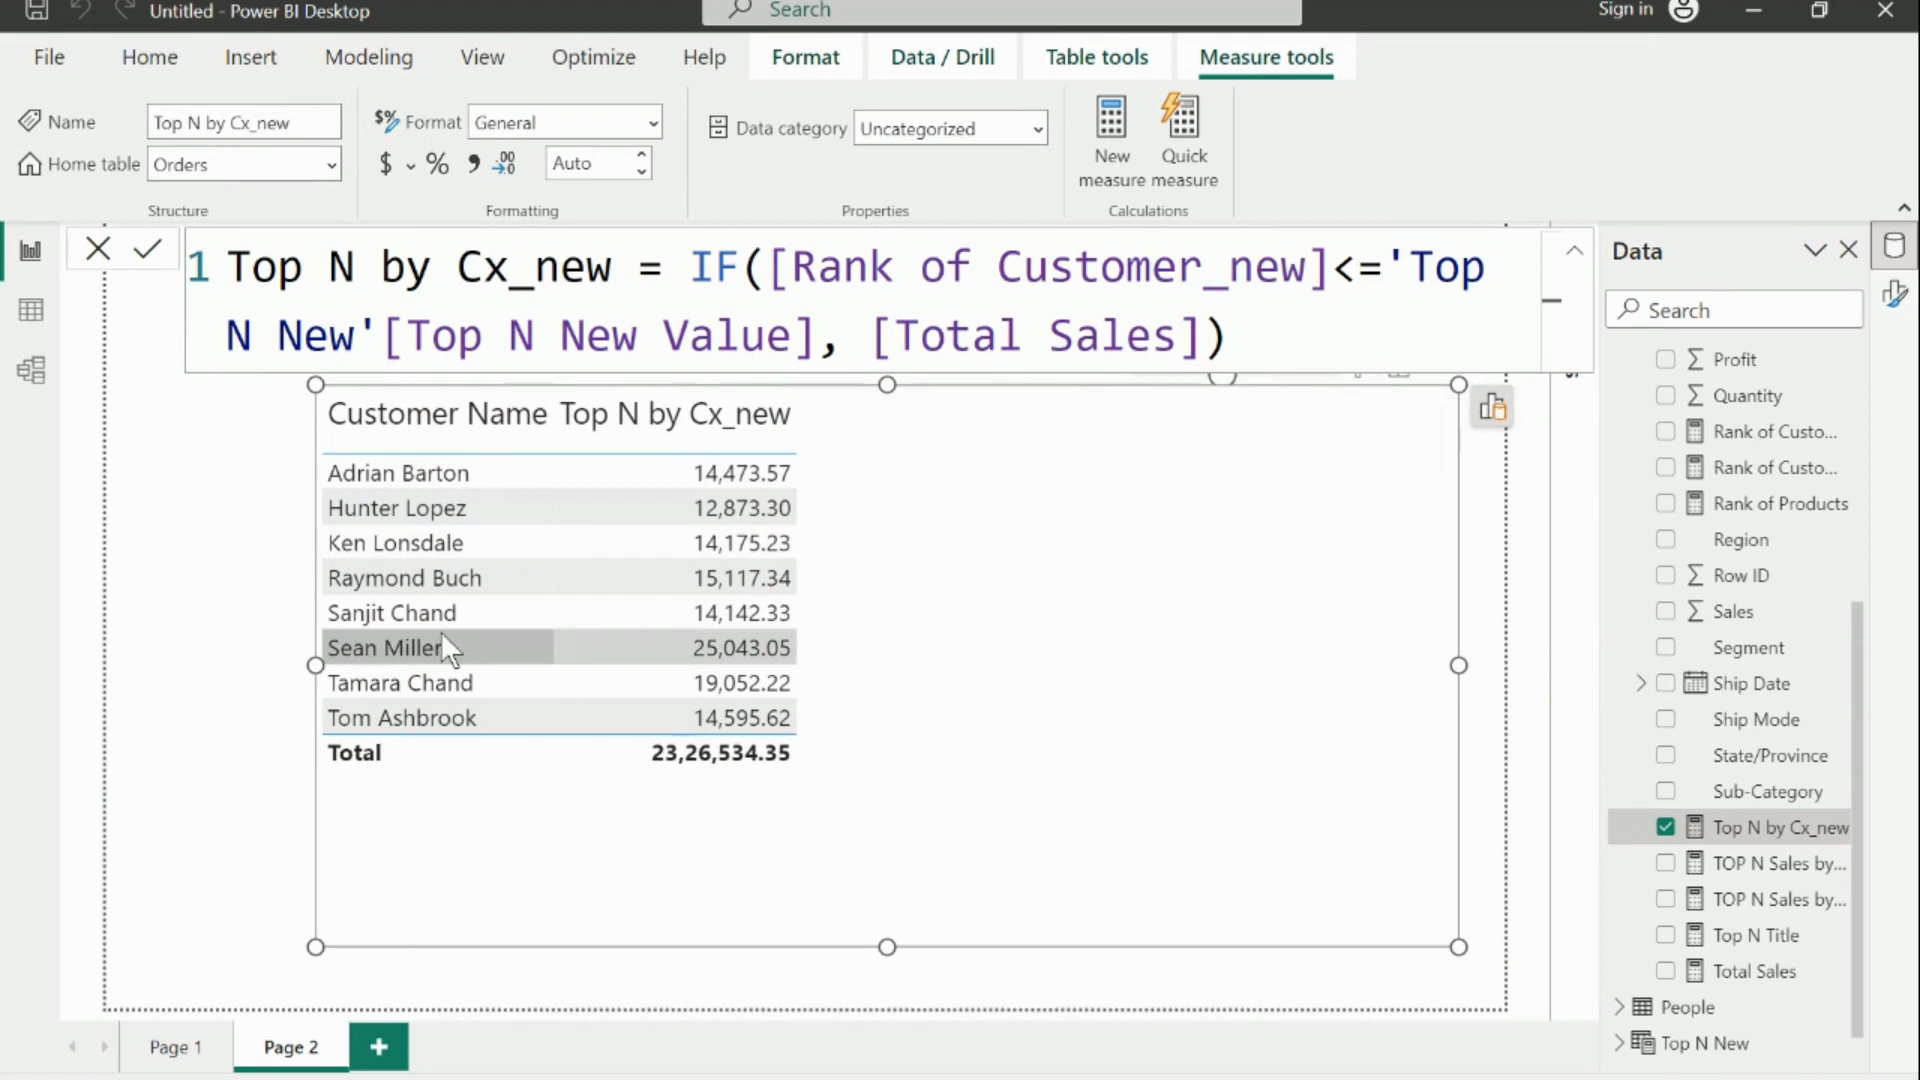 Untitled - Power BI Desktop
Search
Sign in
File
Home
Insert
Modeling
View
Optimize
Help
Format
Data / Drill
Table tools
Measure tools
Name
Top N by Cx_new
Home table
Orders
Structure
$% Format
General
$ % 9 .00
Auto
Formatting
Data category
Uncategorized
Properties
New
measure
Quick
measure
Calculations
1 Top N by Cx_new = IF([Rank of Customer_new]<='Top
N New'[Top N New Value], [Total Sales])
Customer Name Top N by Cx_new
Adrian Barton 14,473.57
Hunter Lopez 12,873.30
Ken Lonsdale 14,175.23
Raymond Buch 15,117.34
Sanjit Chand 14,142.33
Sean Miller 25,043.05
Tamara Chand 19,052.22
Tom Ashbrook 14,595.62
Total 23,26,534.35
Data
Search
Profit
Quantity
Rank of Custo...
Rank of Custo...
Rank of Products
Region
Row ID
Sales
Segment
Ship Date
Ship Mode
State/Province
Sub-Category
Top N by Cx_new
TOP N Sales by...
TOP N Sales by...
Top N Title
Total Sales
People
Top N New
Page 1
Page 2